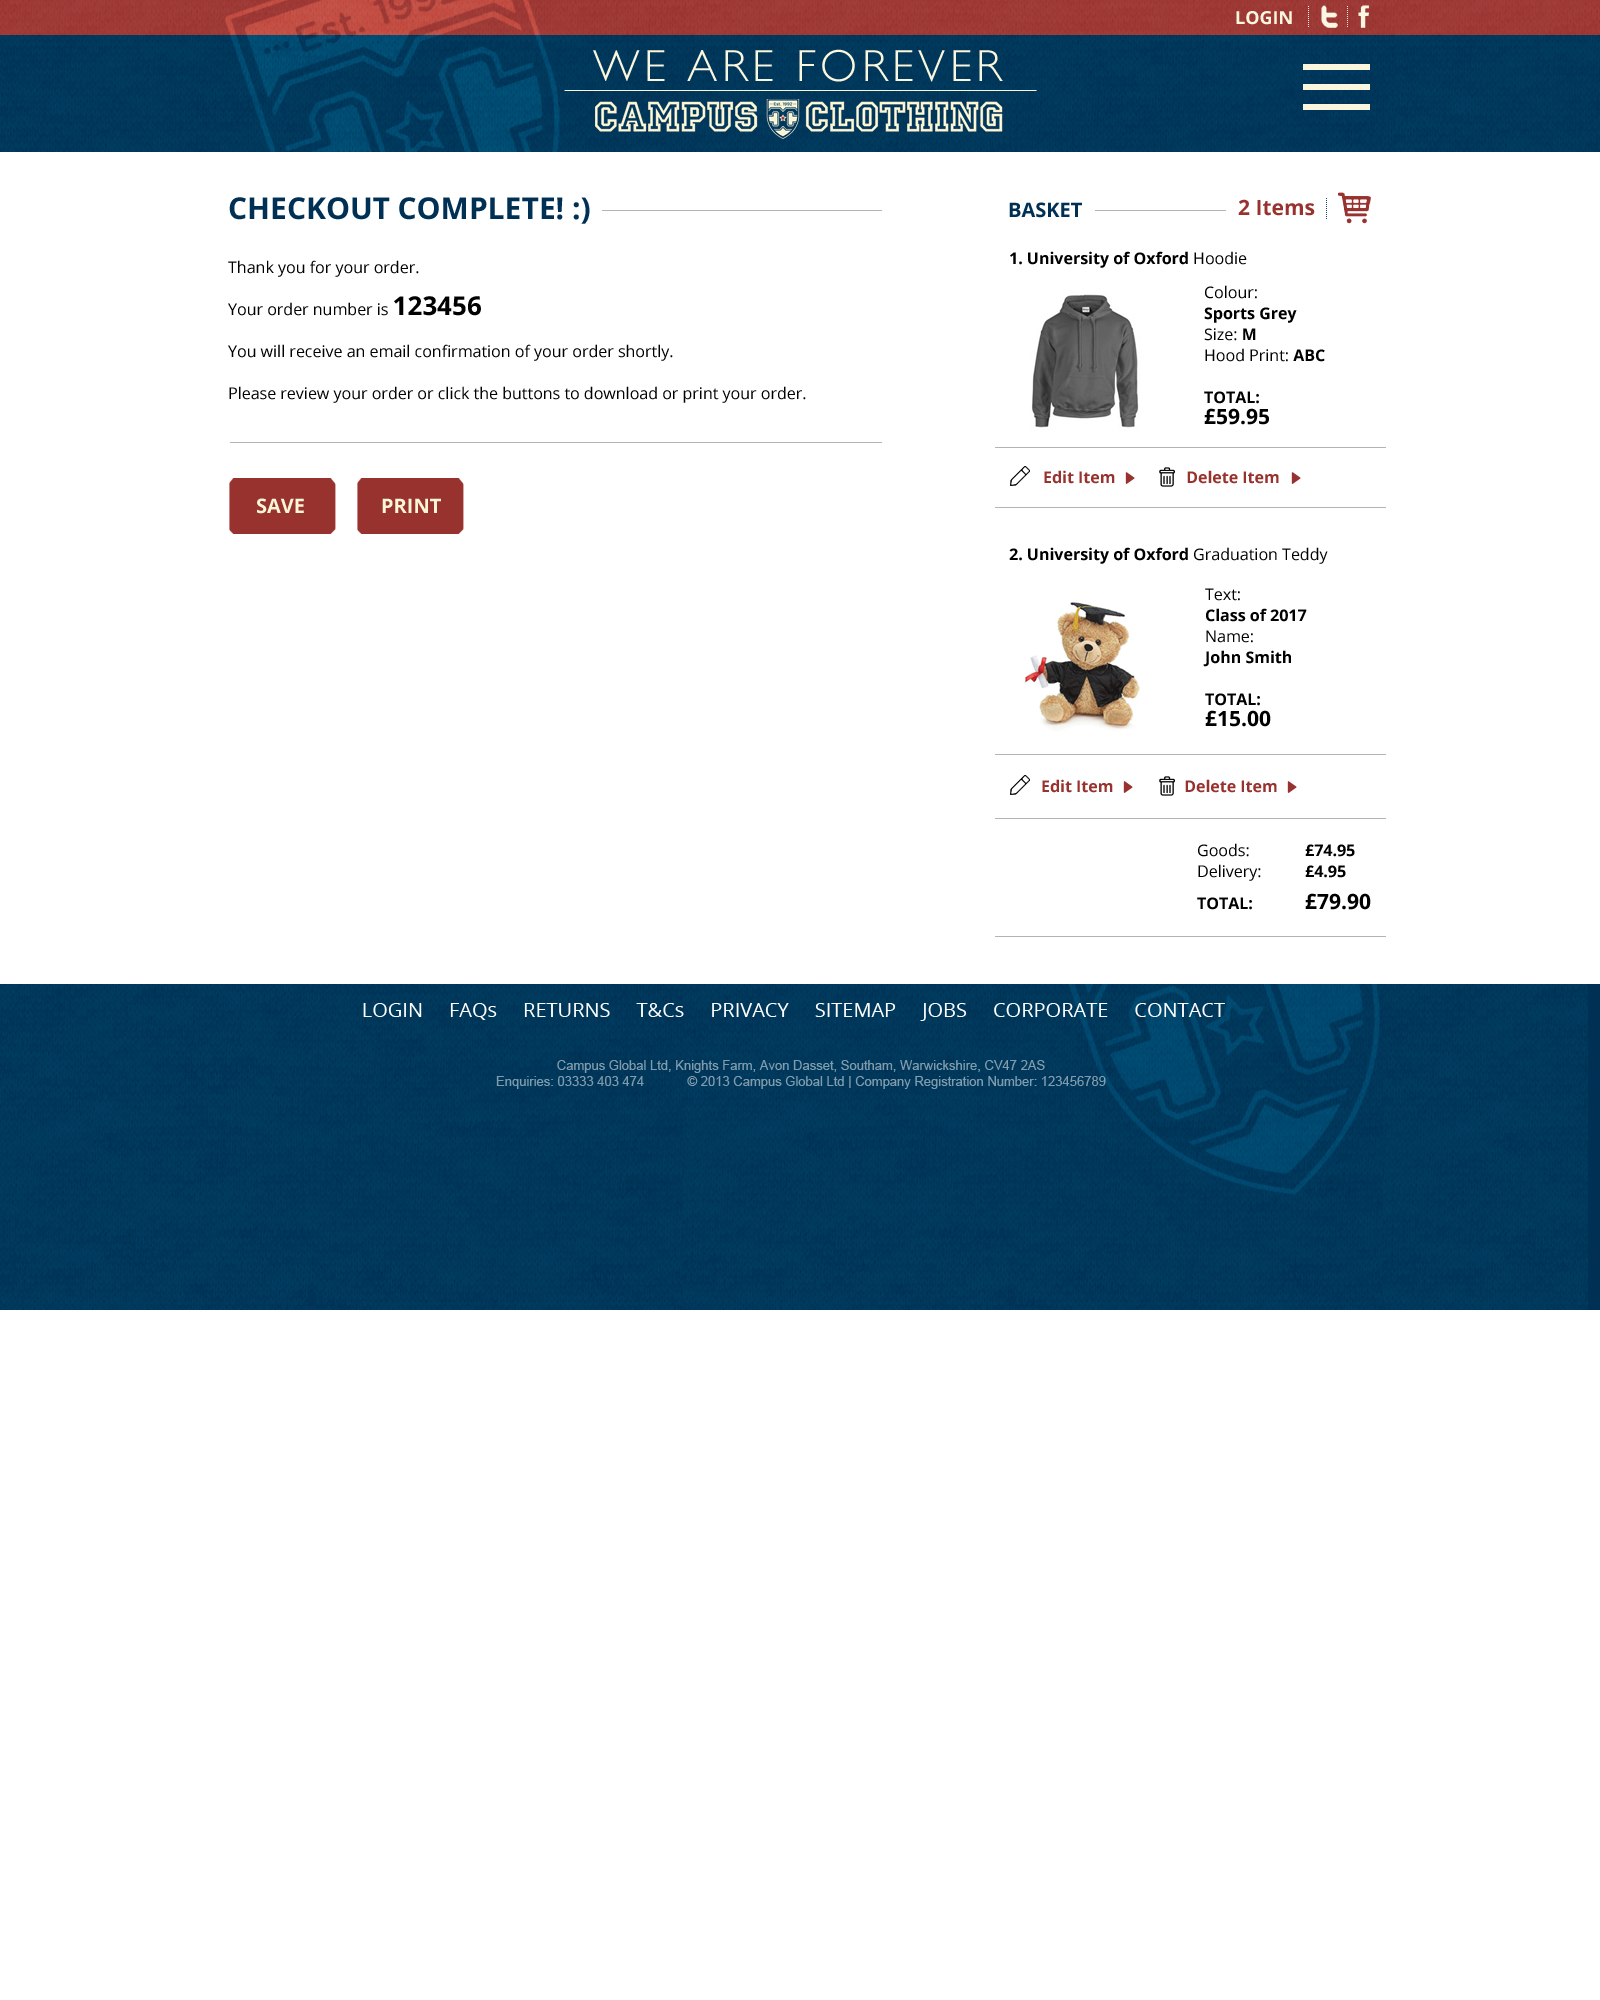 ... Est. 1992
LOGIN
WE ARE FOREVER
CAMPUS CLOTHING
Est. 1992
CHECKOUT COMPLETE! :)
Thank you for your order.
Your order number is 123456
You will receive an email confirmation of your order shortly.
Please review your order or click the buttons to download or print your order.
SAVE
PRINT
BASKET
2 Items
1. University of Oxford Hoodie
Colour:
Sports Grey
Size: M
Hood Print: ABC
TOTAL:
£59.95
Edit Item
Delete Item
2. University of Oxford Graduation Teddy
Text:
Class of 2017
Name:
John Smith
TOTAL:
£15.00
Edit Item
Delete Item
Goods: £74.95
Delivery: £4.95
TOTAL: £79.90
LOGIN FAQs RETURNS T&Cs PRIVACY SITEMAP JOBS CORPORATE CONTACT
Campus Global Ltd, Knights Farm, Avon Dasset, Southam, Warwickshire, CV47 2AS
Enquiries: 03333 403 474 © 2013 Campus Global Ltd | Company Registration Number: 123456789